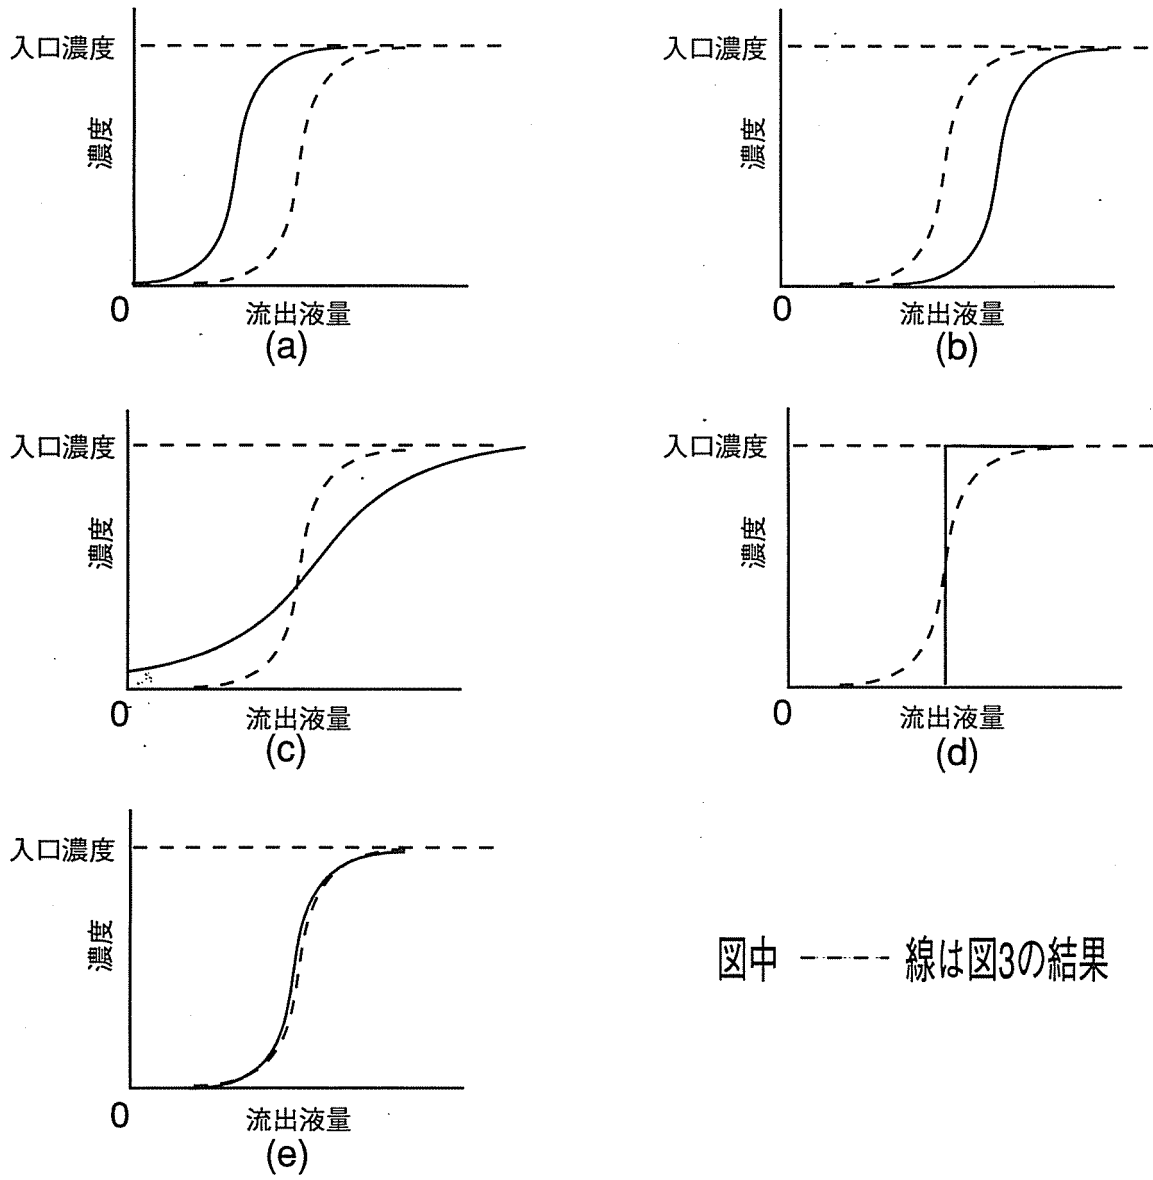 入口濃度
濃度
0
流出液量
(a)
入口濃度
濃度
0
流出液量
(b)
入口濃度
濃度
0
流出液量
(c)
入口濃度
濃度
0
流出液量
(d)
入口濃度
濃度
0
流出液量
(e)
図中 ----- 線は図3の結果